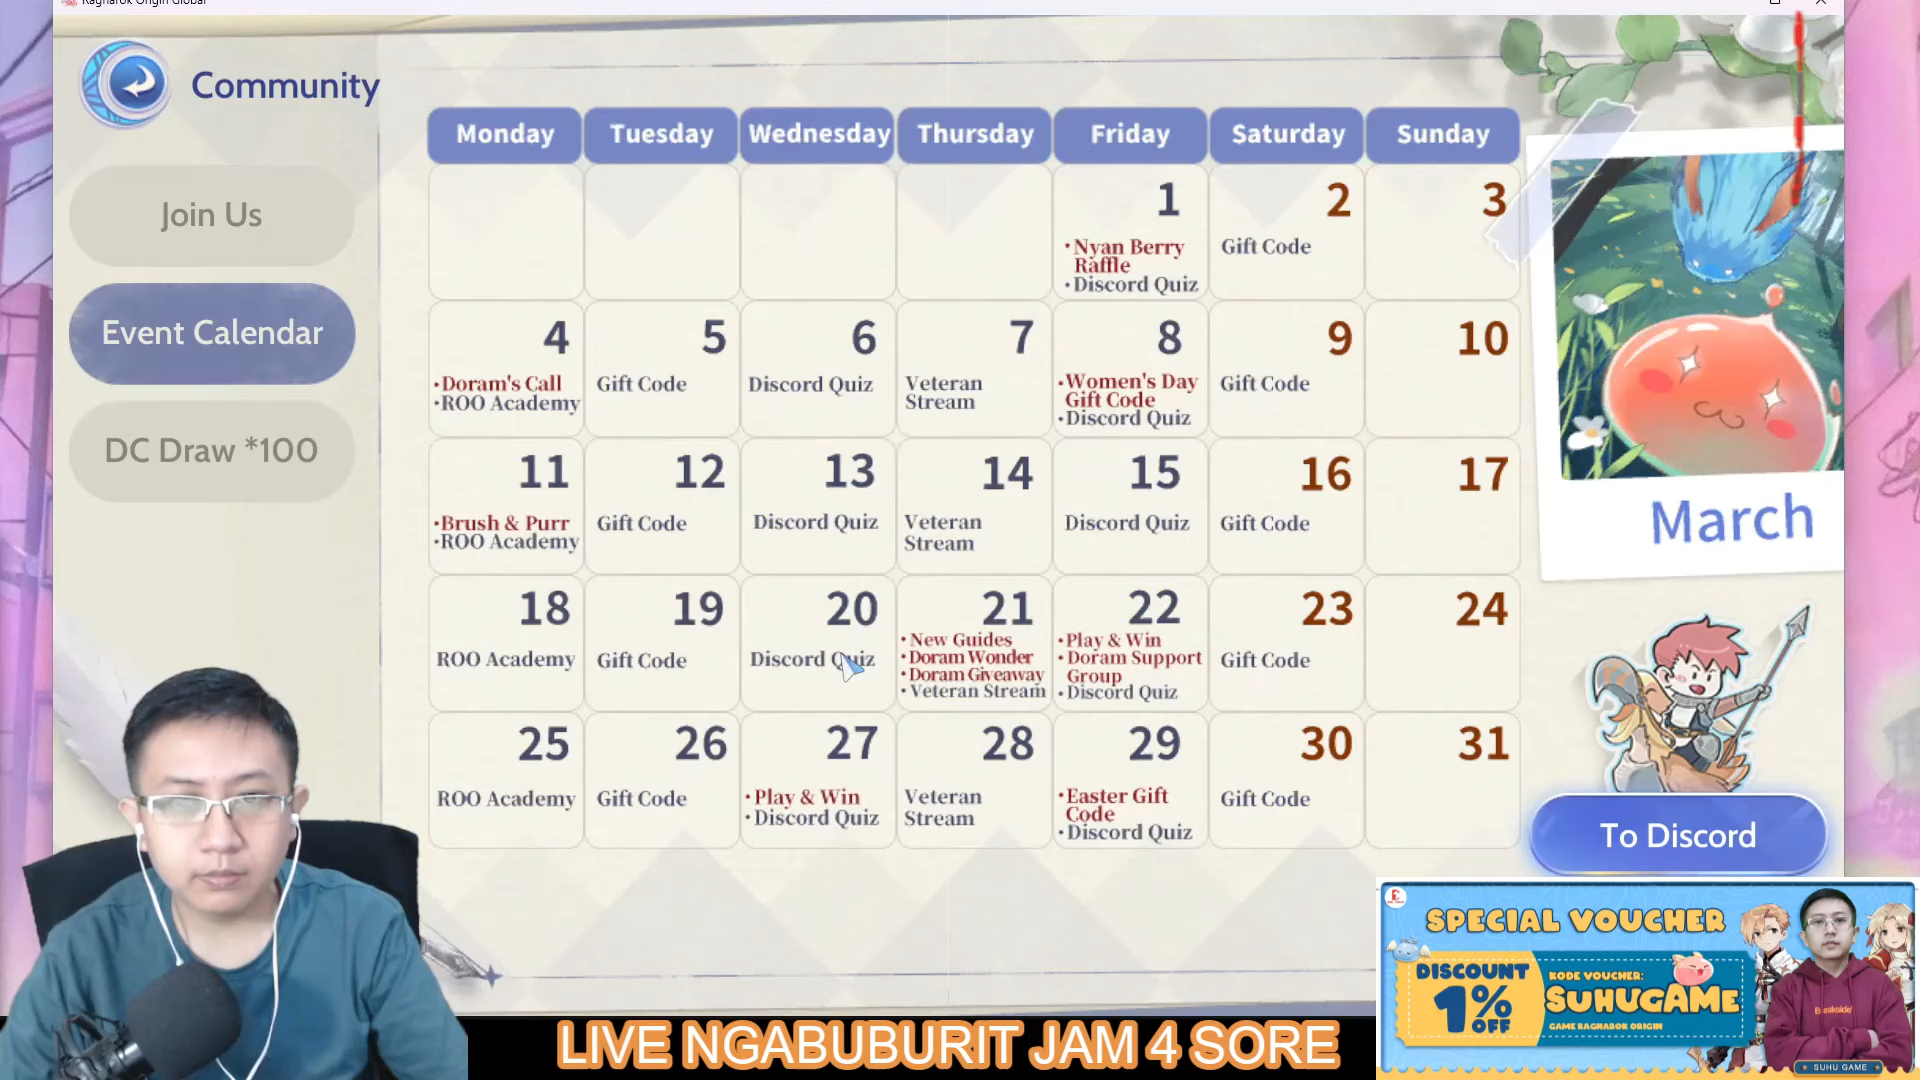 Ragnarok Origin Global
Community
Join Us
Event Calendar
DC Draw *100
Monday Tuesday Wednesday Thursday Friday Saturday Sunday
1 2 3
• Nyan Berry
Raffle
• Discord Quiz
Gift Code
4 5 6 7 8 9 10
• Doram's Call
• ROO Academy
Gift Code
Discord Quiz
Veteran
Stream
• Women's Day
Gift Code
• Discord Quiz
Gift Code
11 12 13 14 15 16 17
• Brush & Purr
• ROO Academy
Gift Code
Discord Quiz
Veteran
Stream
Discord Quiz
Gift Code
18 19 20 21 22 23 24
ROO Academy
Gift Code
Discord Quiz
• New Guides
• Doram Wonder
• Doram Giveaway
• Veteran Stream
• Play & Win
• Doram Support
Group
• Discord Quiz
Gift Code
25 26 27 28 29 30 31
ROO Academy
Gift Code
• Play & Win
• Discord Quiz
Veteran
Stream
• Easter Gift
Code
• Discord Quiz
Gift Code
March
To Discord
SPECIAL VOUCHER
DISCOUNT
1% OFF
KODE VOUCHER:
SUHUGAME
GAME RAGNAROK ORIGIN
SUHU GAME
LIVE NGABUBURIT JAM 4 SORE